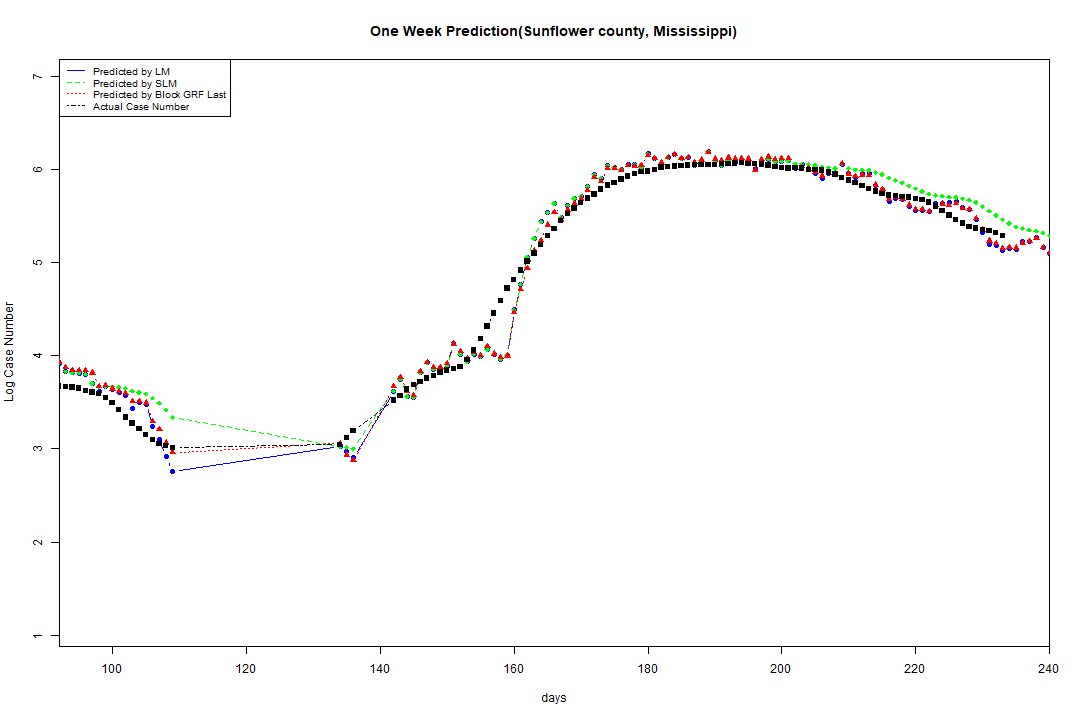 One Week Prediction(Sunflower county, Mississippi)
Predicted by LM
Predicted by SLM
Predicted by Block GRF Last
Actual Case Number
7
6
5
4
3
2
1
Log Case Number
100 120 140 160 180 200 220 240
days